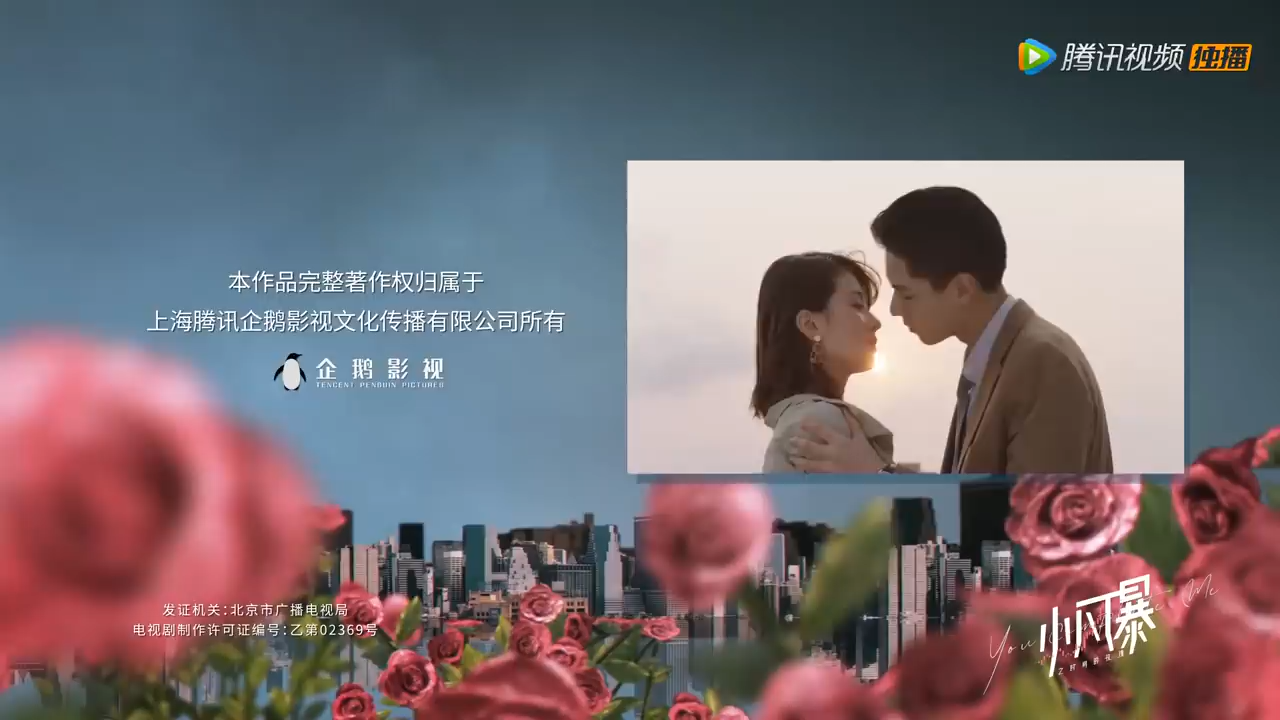 腾讯视频 独播
本作品完整著作权归属于
上海腾讯企鹅影视文化传播有限公司所有
企鹅影视
TENCENT PENGUIN PICTURES
发证机关:北京市广播电视局
电视剧制作许可证编号:乙第02369号
小风暴
You Me